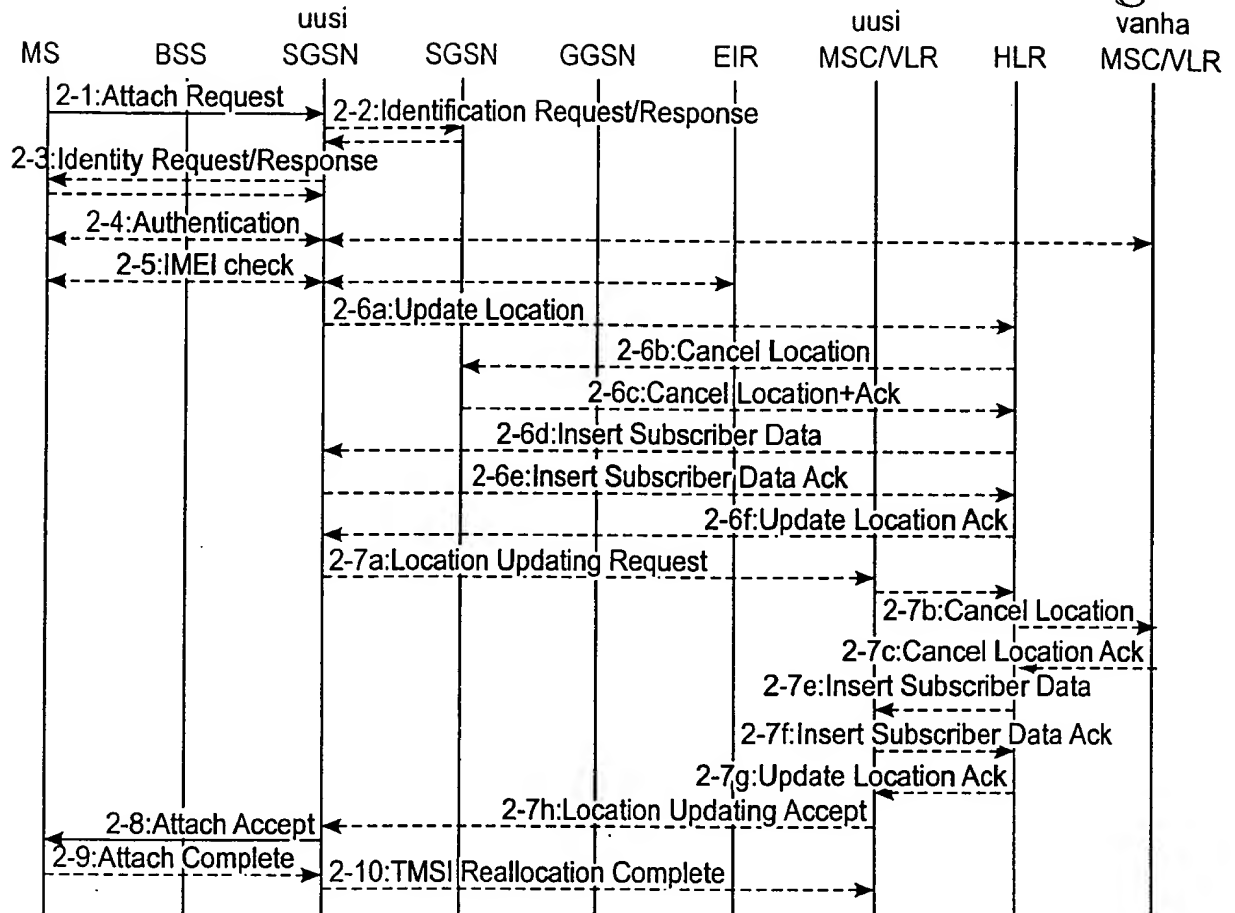 uusi uusi vanha
MS BSS SGSN SGSN GGSN EIR MSC/VLR HLR MSC/VLR
2-1:Attach Request
2-2:Identification Request/Response
2-3:Identity Request/Response
2-4:Authentication
2-5:IMEI check
2-6a:Update Location
2-6b:Cancel Location
2-6c:Cancel Location+Ack
2-6d:Insert Subscriber Data
2-6e:Insert Subscriber Data Ack
2-6f:Update Location Ack
2-7a:Location Updating Request
2-7b:Cancel Location
2-7c:Cancel Location Ack
2-7e:Insert Subscriber Data
2-7f:Insert Subscriber Data Ack
2-7g:Update Location Ack
2-7h:Location Updating Accept
2-8:Attach Accept
2-9:Attach Complete
2-10:TMSI Reallocation Complete